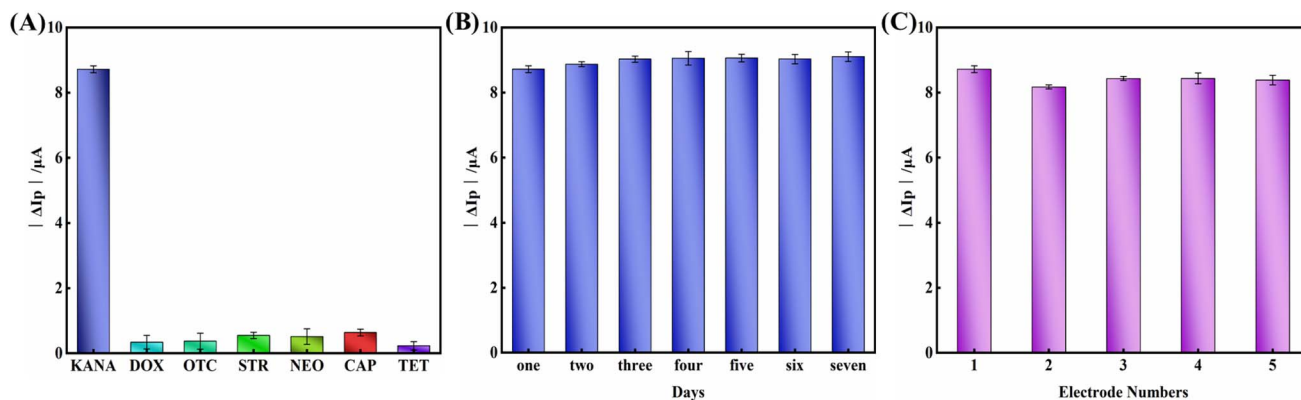 (A)
10
8
6
4
2
0
| ΔIp | /μA
KANA DOX OTC STR NEO CAP TET
(B)
10
8
6
4
2
0
| ΔIp | /μA
one two three four five six seven
Days
(C)
10
8
6
4
2
0
| ΔIp | /μA
1 2 3 4 5
Electrode Numbers